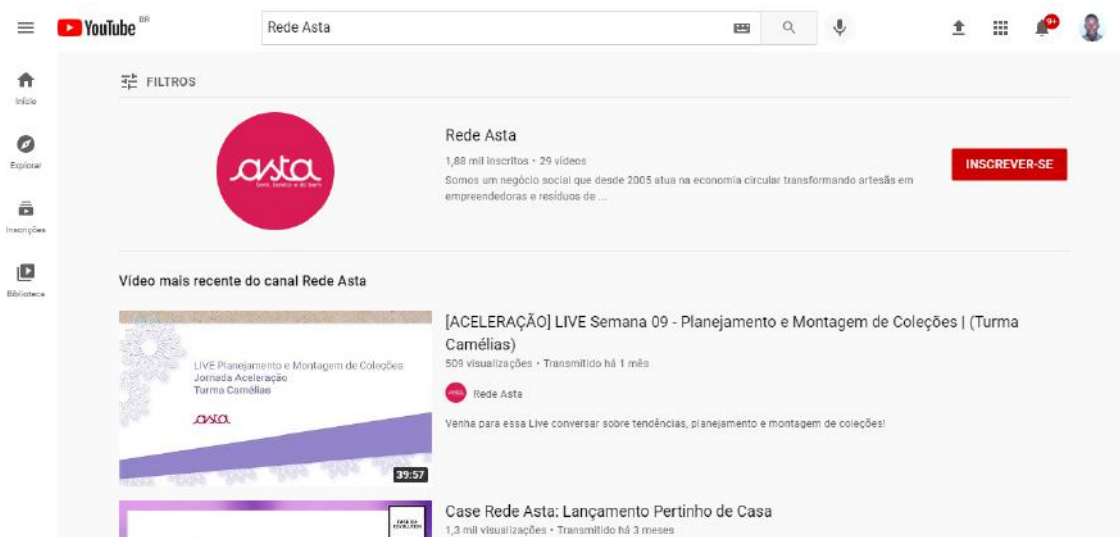 YouTube BR
Rede Asta
9+
Início
Explorar
Inscrições
Biblioteca
FILTROS
asta
Rede Asta
1,88 mil inscritos • 29 vídeos
Somos um negócio social que desde 2005 atua na economia circular transformando artesãs em
empreendedoras e resíduos de ...
INSCREVER-SE
Vídeo mais recente do canal Rede Asta
LIVE Planejamento e Montagem de Coleções
Jornada Aceleração
Turma Camélias
asta
39:57
[ACELERAÇÃO] LIVE Semana 09 - Planejamento e Montagem de Coleções | (Turma
Camélias)
509 visualizações • Transmitido há 1 mês
Rede Asta
Venha para essa Live conversar sobre tendências, planejamento e montagem de coleções!
Case Rede Asta: Lançamento Pertinho de Casa
1,3 mil visualizações • Transmitido há 3 meses